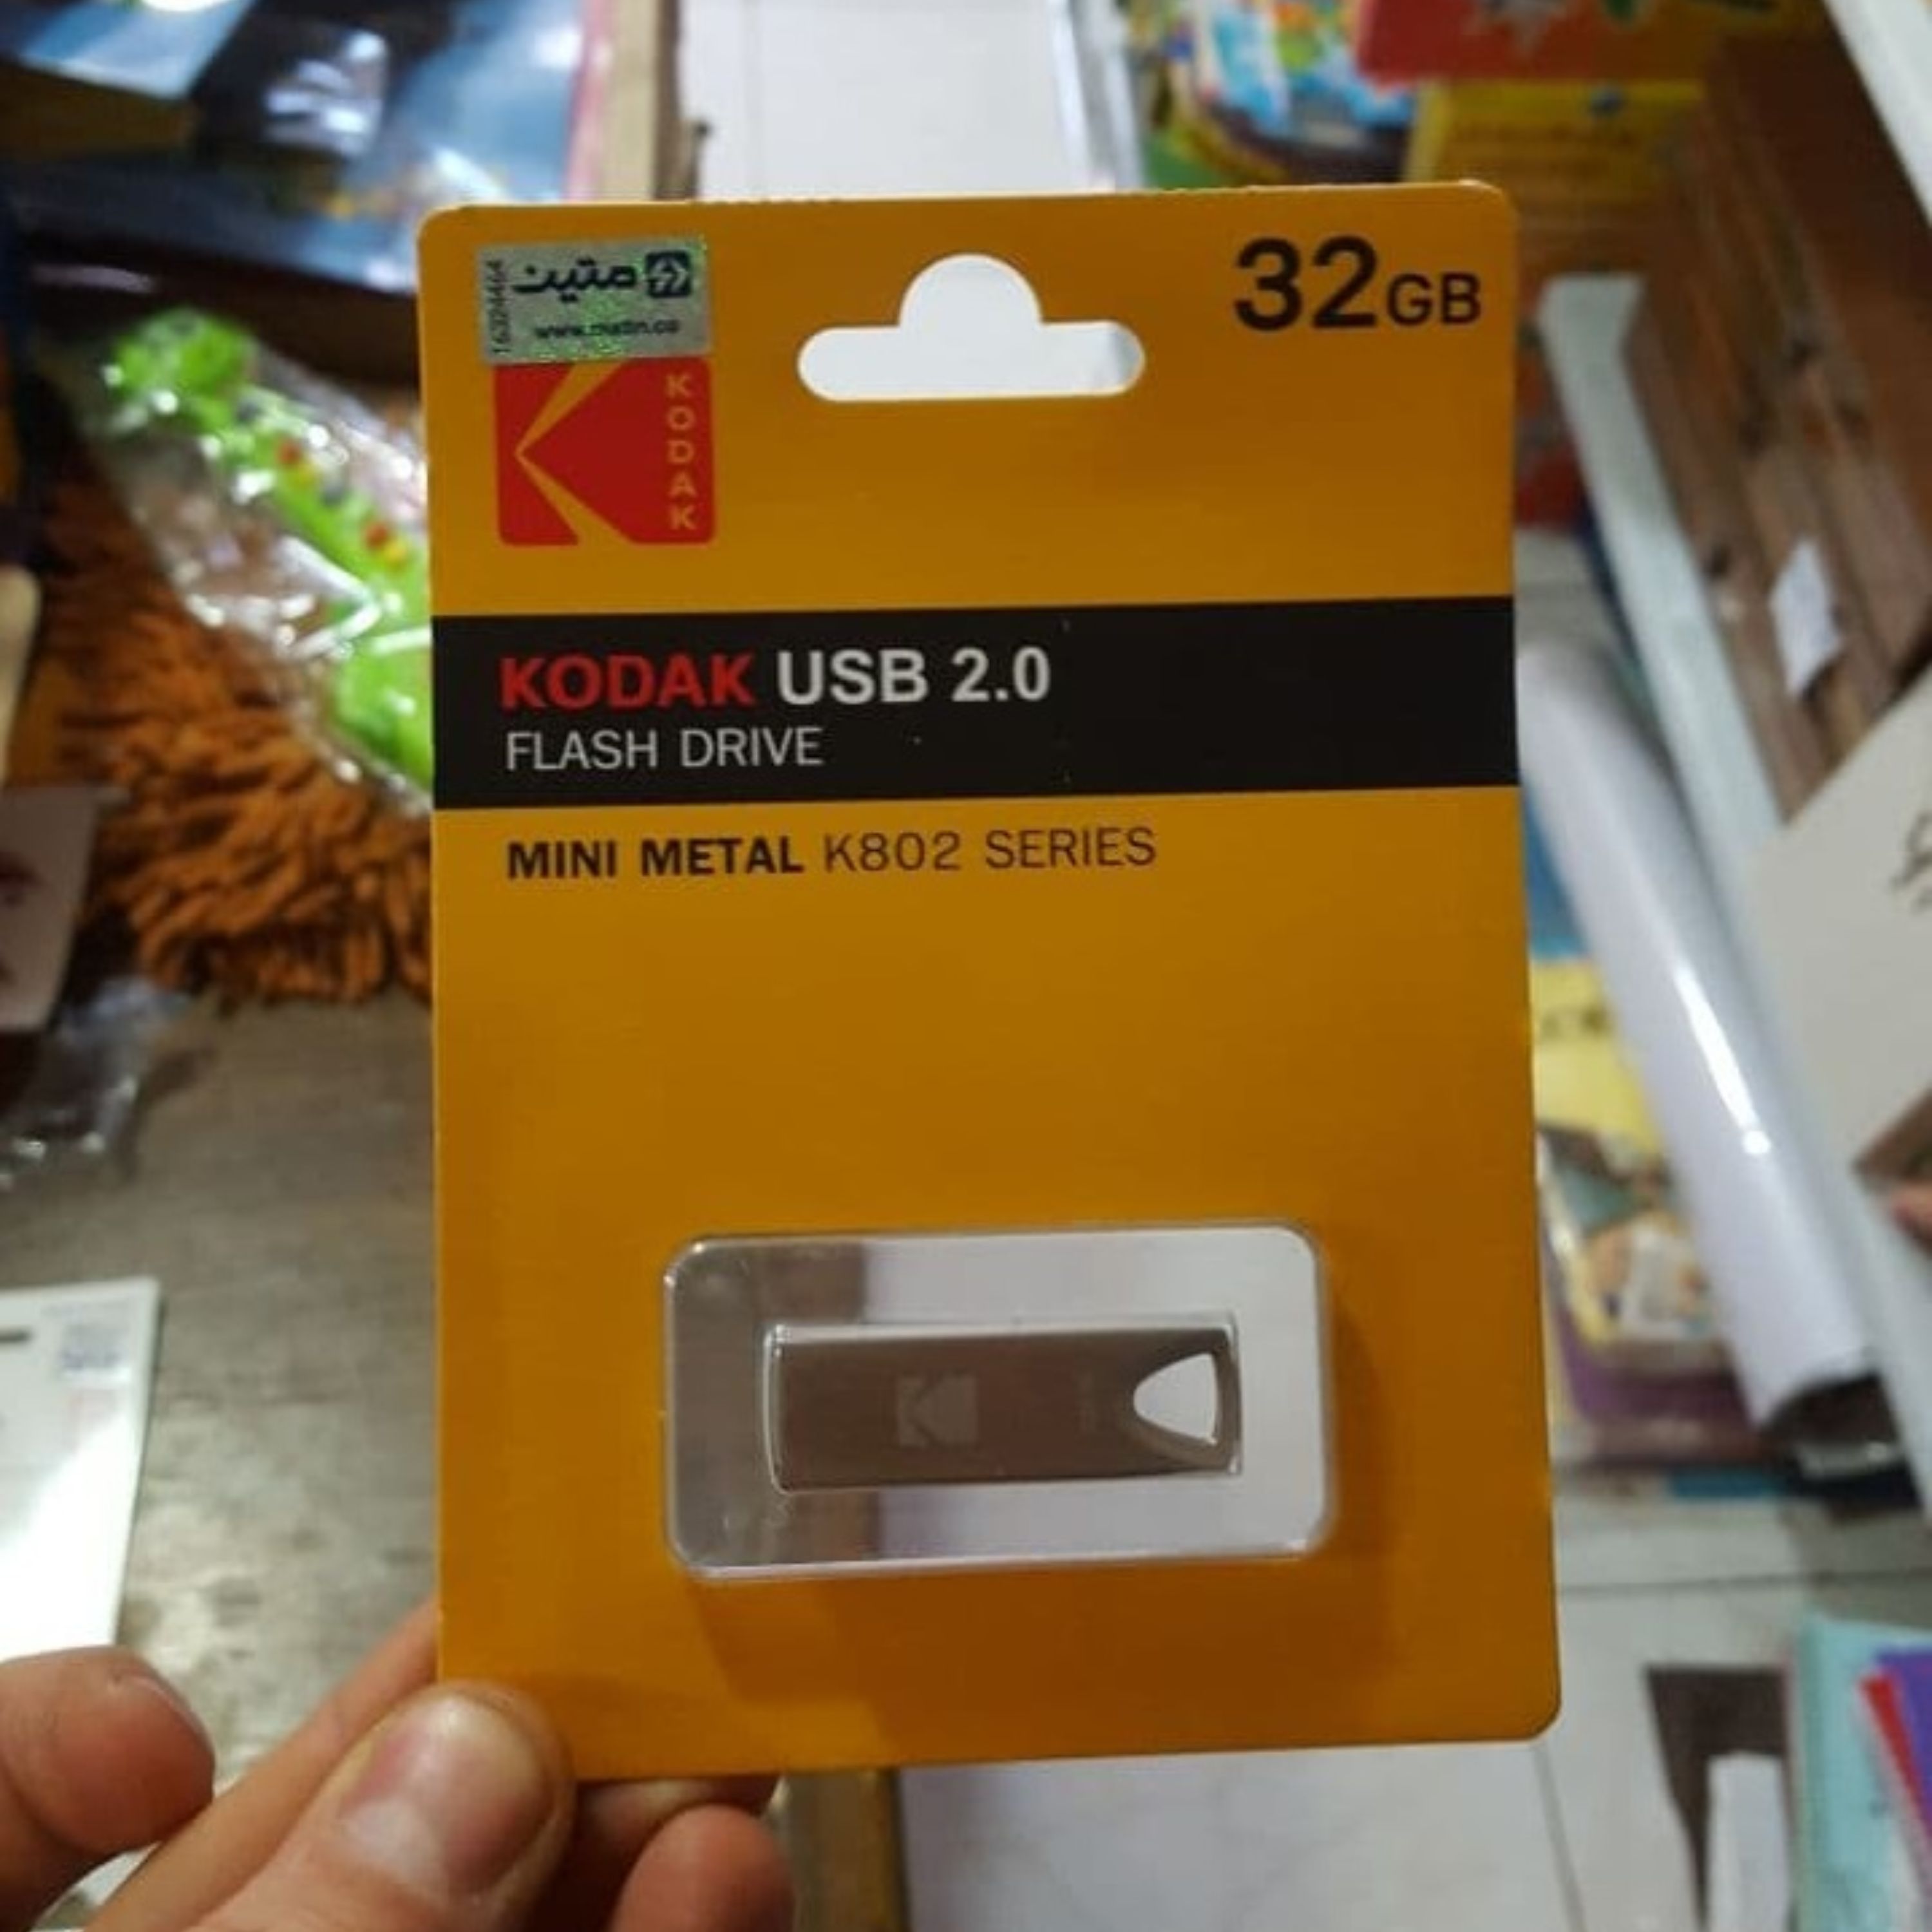 متین
www.matin.co
32GB
KODAK
KODAK USB 2.0
FLASH DRIVE
MINI METAL K802 SERIES